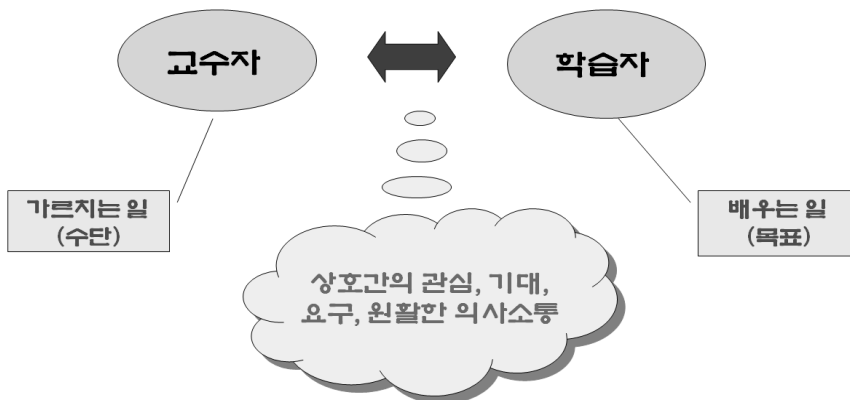 교수자
학습자
가르치는 일
(수단)
배우는 일
(목표)
상호간의 관심, 기대,
요구, 원활한 의사소통